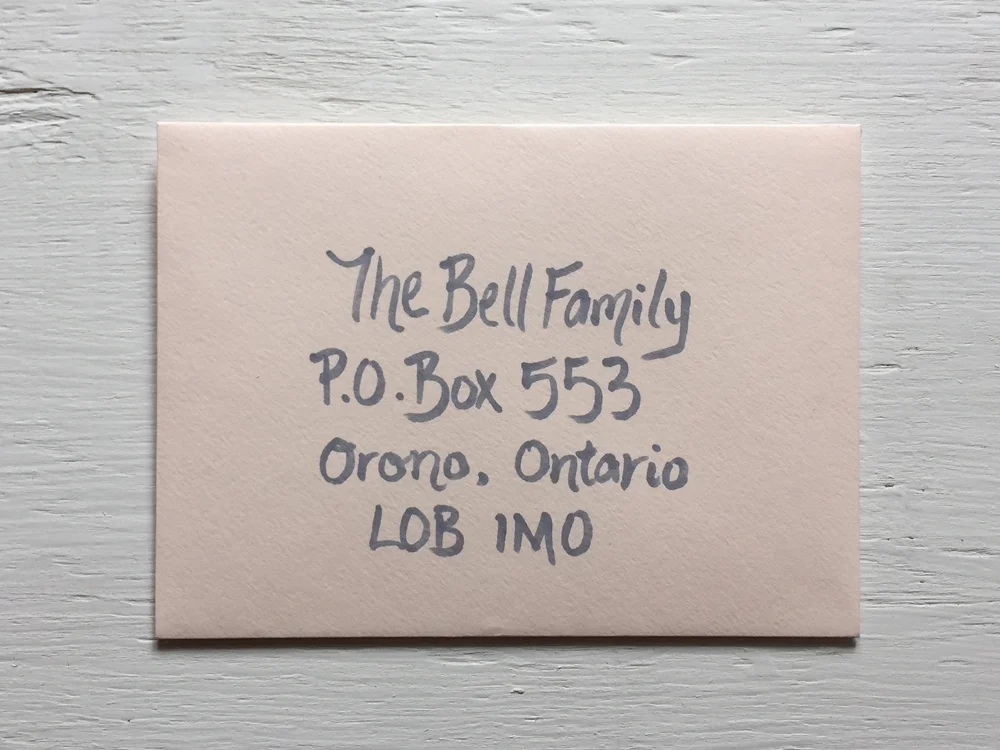 The Bell Family
P.O. Box 553
Orono, Ontario
L0B 1M0